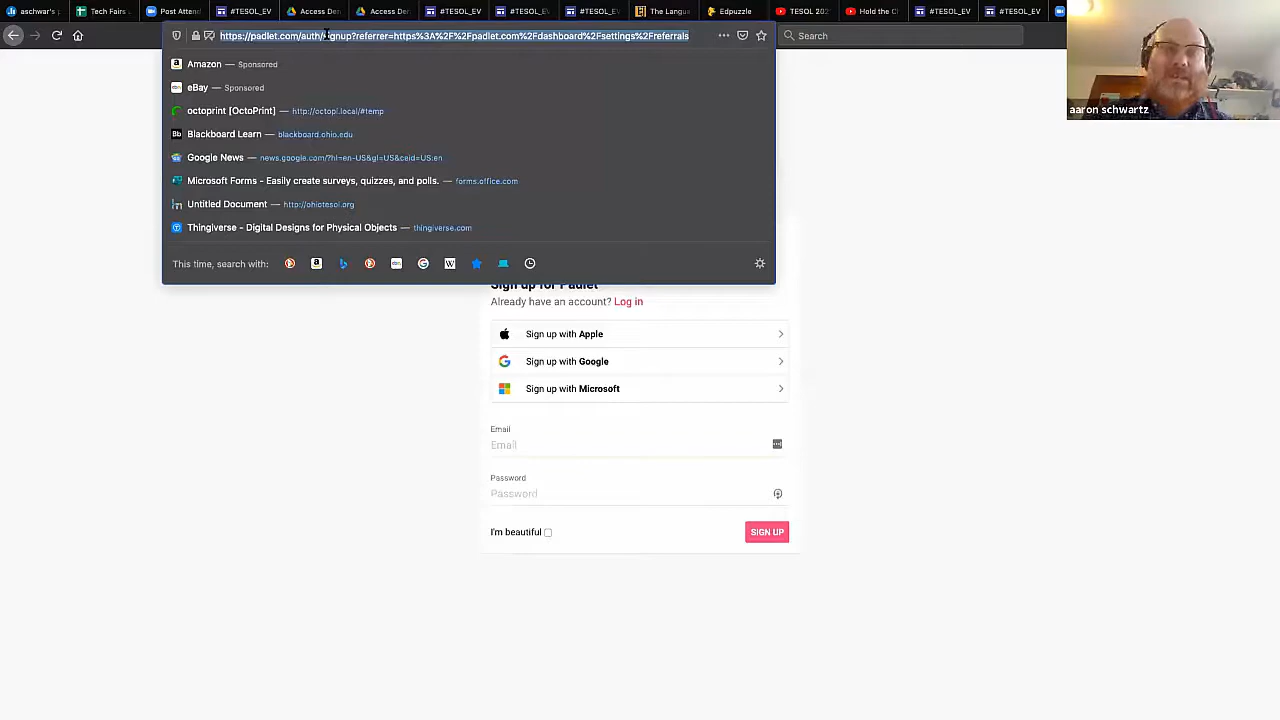 aschwar's p
Tech Fairs
Post Attend
#TESOL_EV
Access Der
Access Der
#TESOL_EV
#TESOL_EV
#TESOL_EV
The Langua
Edpuzzle
TESOL 202
Hold the Cl
#TESOL_EV
#TESOL_EV
https://padlet.com/auth/signup?referrer=https%3A%2F%2Fpadlet.com%2Fdashboard%2Fsettings%2Freferrals
Search
Amazon — Sponsored
eBay — Sponsored
octoprint [OctoPrint] — http://octopi.local/#temp
Blackboard Learn — blackboard.ohio.edu
Google News — news.google.com/?hl=en-US&gl=US&ceid=US:en
Microsoft Forms - Easily create surveys, quizzes, and polls. — forms.office.com
Untitled Document — http://ohiotesol.org
Thingiverse - Digital Designs for Physical Objects — thingiverse.com
This time, search with:
aaron schwartz
Sign up for Padlet
Already have an account? Log in
Sign up with Apple
Sign up with Google
Sign up with Microsoft
Email
Email
Password
Password
I'm beautiful
SIGN UP